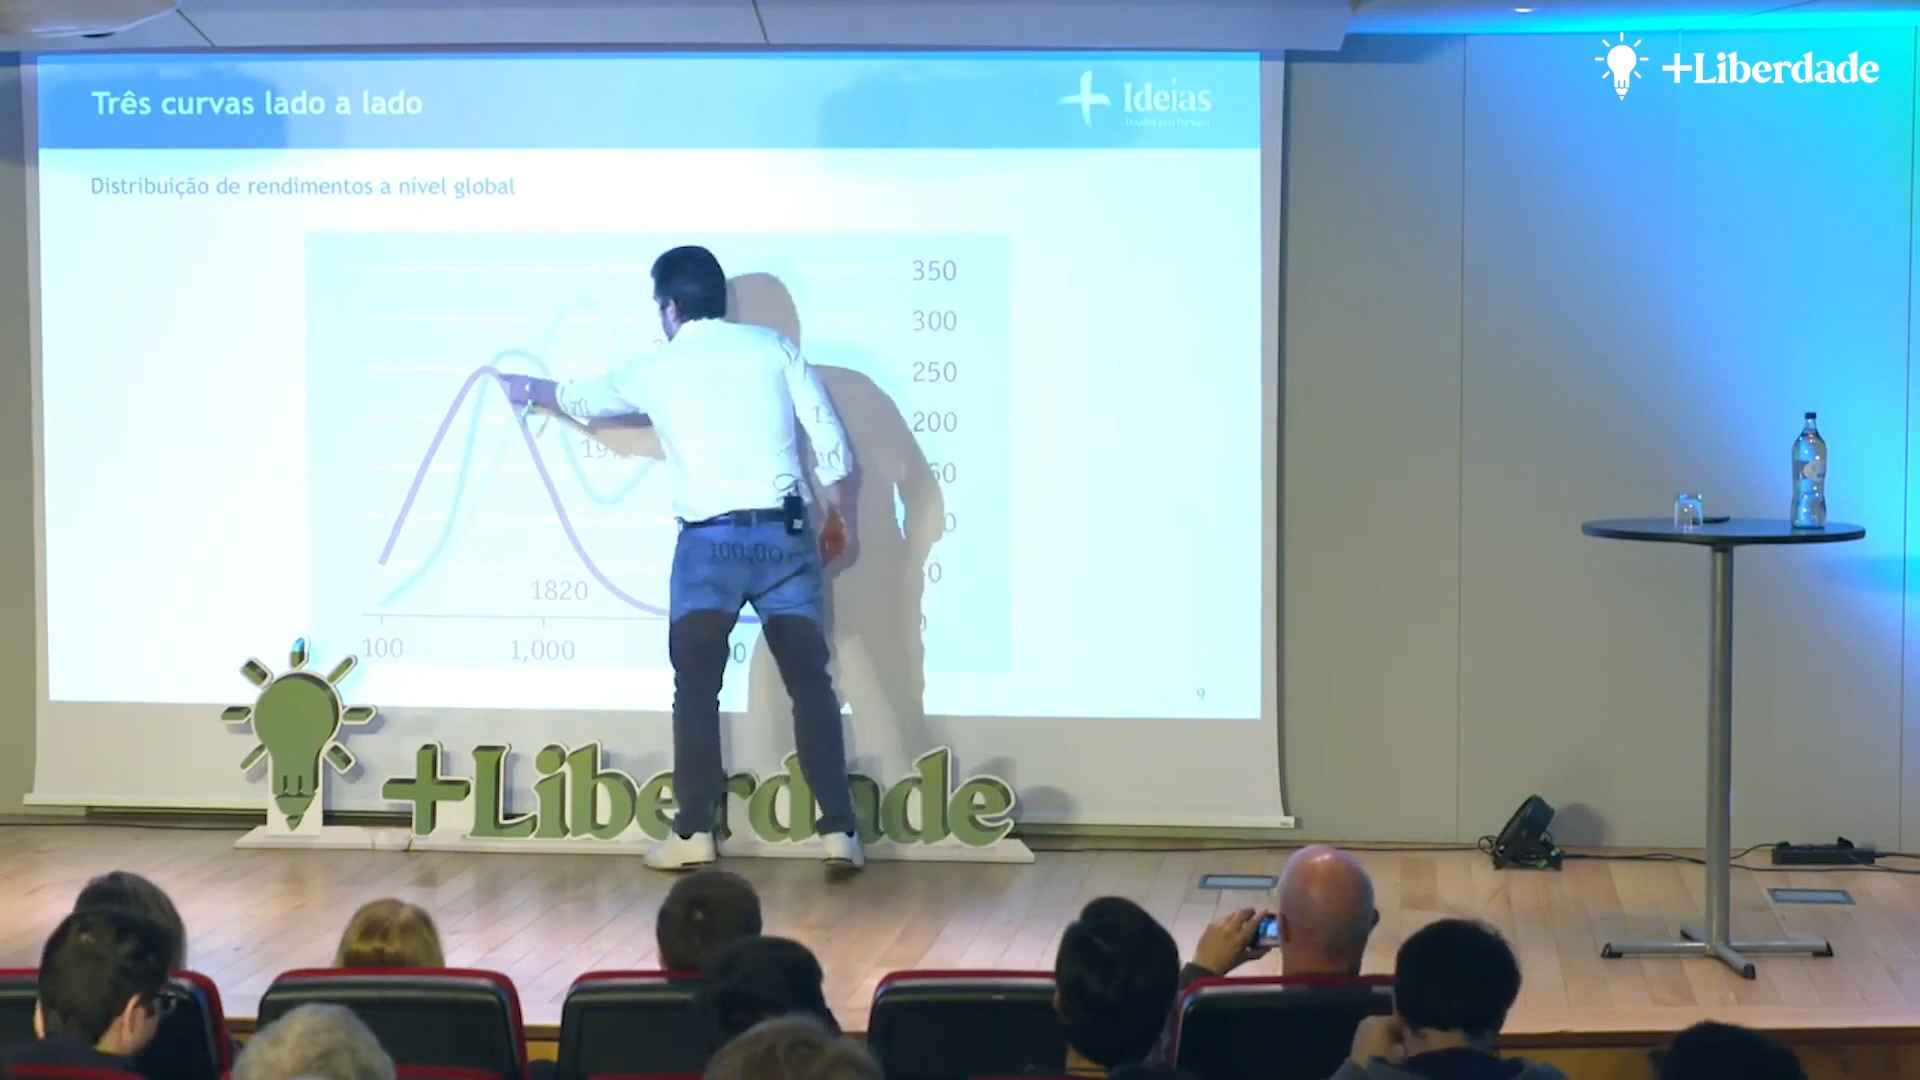 +Liberdade
Três curvas lado a lado
+ Ideias
Distribuição de rendimentos a nível global
350
300
250
200
1820
100
1,000
9
+Liberdade